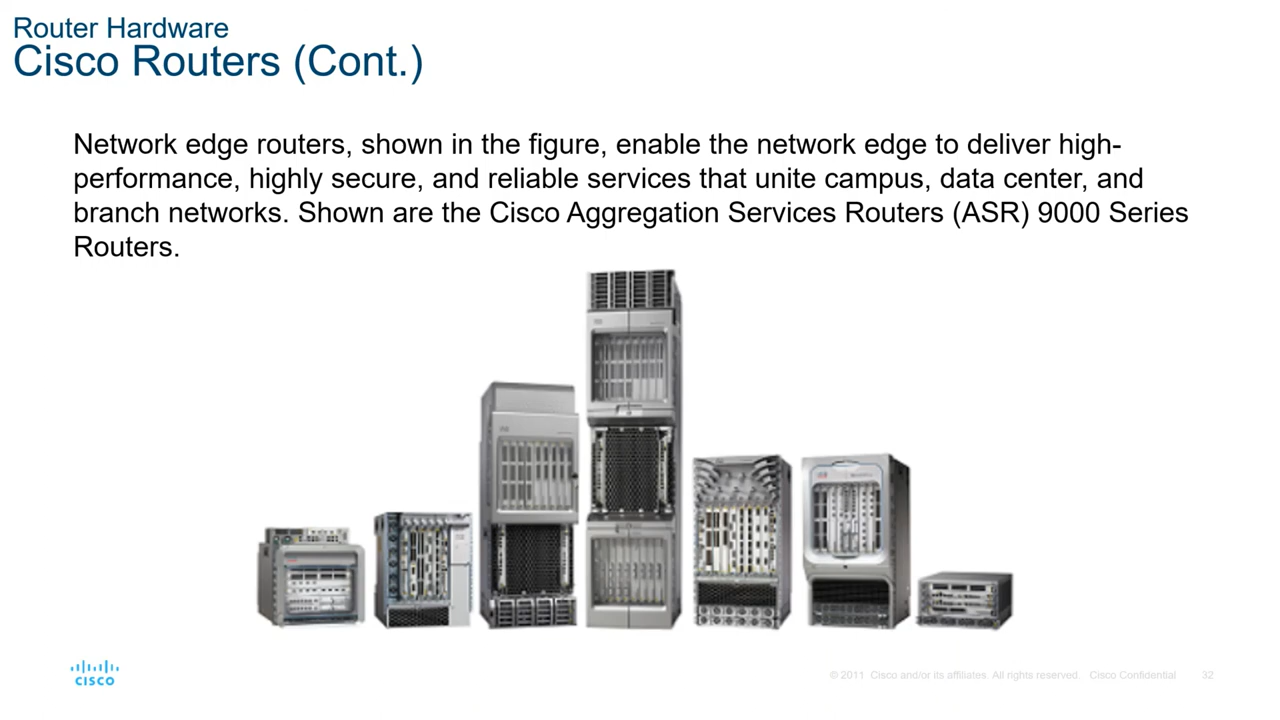 Router Hardware
Cisco Routers (Cont.)
Network edge routers, shown in the figure, enable the network edge to deliver high-
performance, highly secure, and reliable services that unite campus, data center, and
branch networks. Shown are the Cisco Aggregation Services Routers (ASR) 9000 Series
Routers.
CISCO
© 2011 Cisco and/or its affiliates. All rights reserved. Cisco Confidential 32